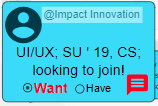 @Impact Innovation
UI/UX; SU ' 19, CS;
looking to join!
Want Have